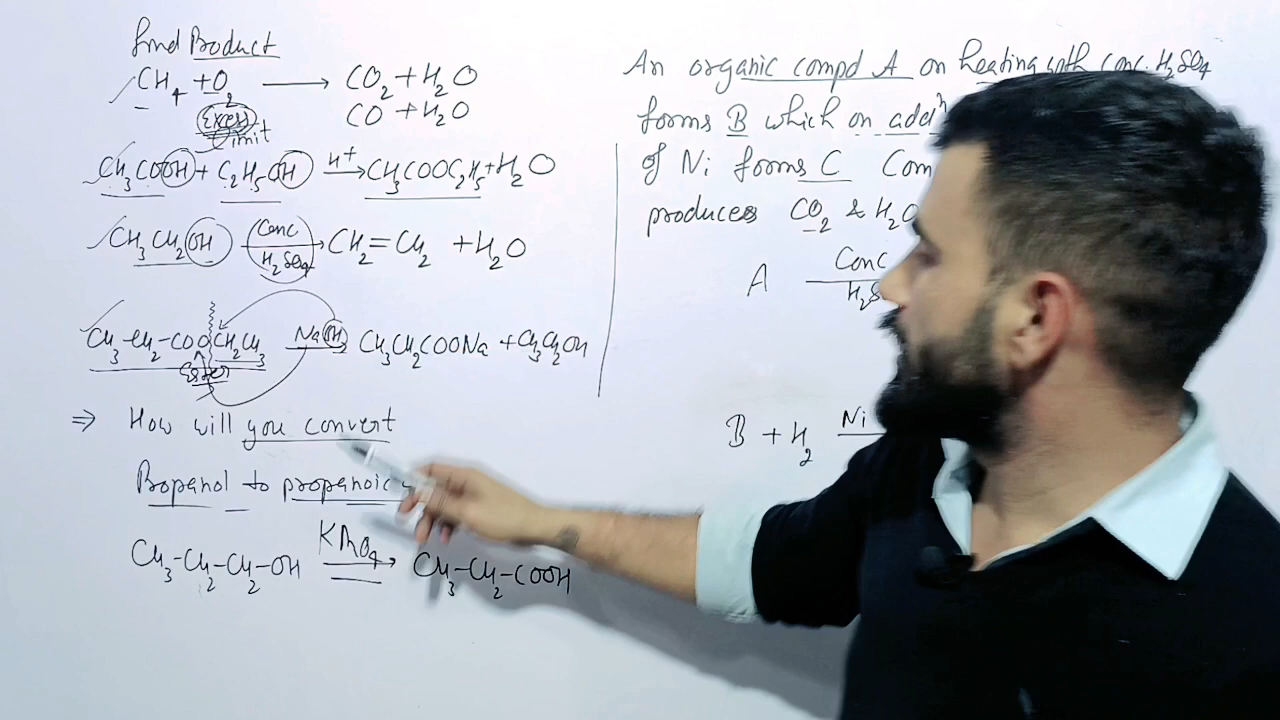 find Product
CH4 + O2 → CO2 + H2O
Excess
limit
CO + H2O
CH3COOH + C2H5OH H+→ CH3COOC2H5 + H2O
CH3CH2OH Conc H2SO4→ CH2=CH2 + H2O
CH3-CH2-COOCH2CH3 NaOH CH3CH2COONa + CH3CH2OH
Ester
⇒ How will you convert
Propanol to propanoic
CH3-CH2-CH2-OH KMnO4→ CH3-CH2-COOH
An organic compd A on heating with conc. H2SO4
forms B which on addn
of Ni forms C Com
produces CO2 & H2O
A Conc
B + H2 Ni